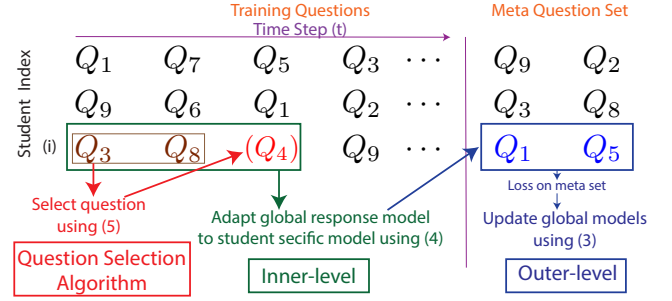 Training Questions Meta Question Set
Time Step (t)
Student Index
Q1 Q7 Q5 Q3 ··· Q9 Q2
Q9 Q6 Q1 Q2 ··· Q3 Q8
(i) Q3 Q8 (Q4) Q9 ··· Q1 Q5
Loss on meta set
Select question
using (5)
Adapt global response model
to student secific model using (4)
Update global models
using (3)
Question Selection
Algorithm
Inner-level
Outer-level